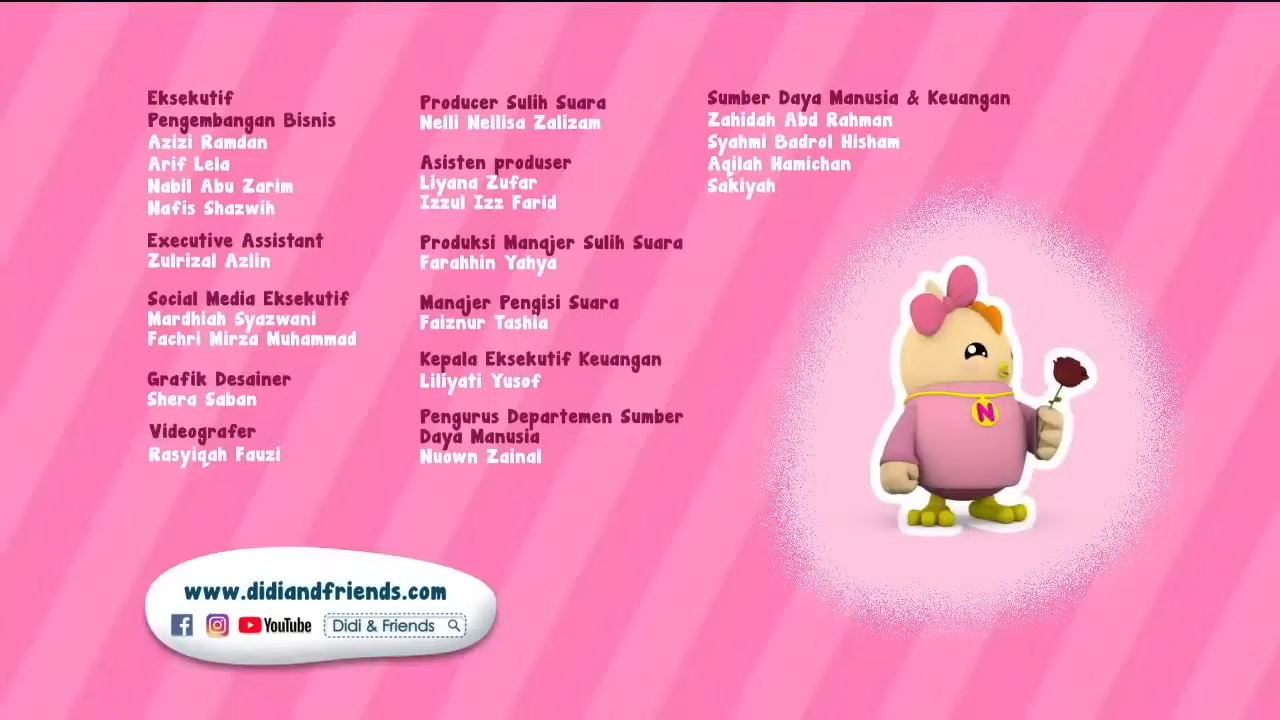 Eksekutif
Pengembangan Bisnis
Azizi Ramdan
Arif Lela
Nabil Abu Zarim
Nafis Shazwih
Executive Assistant
Zulrizal Azlin
Social Media Eksekutif
Mardhiah Syazwani
Fachri Mirza Muhammad
Grafik Desainer
Shera Saban
Videografer
Rasyiqah Fauzi
Producer Sulih Suara
Nelli Nellisa Zalizam
Asisten produser
Liyana Zufar
Izzul Izz Farid
Produksi Manajer Sulih Suara
Farahhin Yahya
Manajer Pengisi Suara
Faiznur Tashia
Kepala Eksekutif Keuangan
Liliyati Yusof
Pengurus Departemen Sumber
Daya Manusia
Nuown Zainal
Sumber Daya Manusia & Keuangan
Zahidah Abd Rahman
Syahmi Badrol Hisham
Aqilah Hamichan
Sakiyah
N
www.didiandfriends.com
YouTube
Didi & Friends